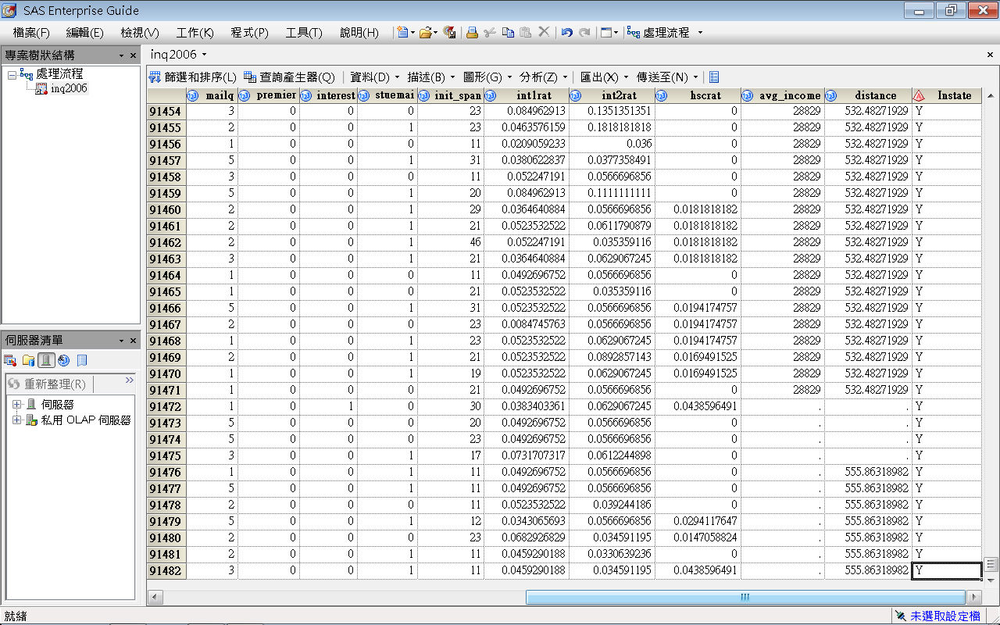 SAS Enterprise Guide
檔案(F) 編輯(E) 檢視(V) 工作(K) 程式(P) 工具(T) 說明(H) 處理流程
專案樹狀結構
處理流程
inq2006
伺服器清單
重新整理(R)
伺服器
私用 OLAP 伺服器
inq2006
篩選和排序(L) 查詢產生器(Q) 資料(D) 描述(B) 圖形(G) 分析(Z) 匯出(X) 傳送至(N)
mailq premier interest stuemai init_span int1rat int2rat hscrat avg_income distance Instate
91454 3 0 0 0 23 0.084962913 0.1351351351 0 28829 532.48271929 Y
91455 2 0 0 1 23 0.0463576159 0.1818181818 0 28829 532.48271929 Y
91456 1 0 0 0 11 0.0209059233 0.036 0 28829 532.48271929 Y
91457 5 0 0 1 31 0.0380622837 0.0377358491 0 28829 532.48271929 Y
91458 3 0 0 0 11 0.052247191 0.0566696856 0 28829 532.48271929 Y
91459 5 0 0 1 20 0.084962913 0.1111111111 0 28829 532.48271929 Y
91460 2 0 0 1 29 0.0364640884 0.0566696856 0.0181818182 28829 532.48271929 Y
91461 2 0 0 1 21 0.0523532522 0.0611790879 0.0181818182 28829 532.48271929 Y
91462 2 0 0 1 46 0.052247191 0.035359116 0.0181818182 28829 532.48271929 Y
91463 3 0 0 1 21 0.0364640884 0.0629067245 0.0181818182 28829 532.48271929 Y
91464 1 0 0 0 11 0.0492696752 0.0566696856 0 28829 532.48271929 Y
91465 1 0 0 0 21 0.0523532522 0.035359116 0 28829 532.48271929 Y
91466 5 0 0 1 31 0.0523532522 0.0566696856 0.0194174757 28829 532.48271929 Y
91467 2 0 0 0 23 0.0084745763 0.0566696856 0.0194174757 28829 532.48271929 Y
91468 1 0 0 0 23 0.0523532522 0.0629067245 0.0194174757 28829 532.48271929 Y
91469 2 0 0 1 21 0.0523532522 0.0392857143 0.0169491525 28829 532.48271929 Y
91470 1 0 0 1 19 0.0523532522 0.0629067245 0.0169491525 28829 532.48271929 Y
91471 1 0 0 0 21 0.0492696752 0.0566696856 0 28829 532.48271929 Y
91472 1 0 1 0 30 0.0383403361 0.0629067245 0.0438596491 . . Y
91473 5 0 0 0 20 0.0492696752 0.0566696856 0 . . Y
91474 5 0 0 0 23 0.0492696752 0.0566696856 0 . . Y
91475 3 0 0 1 17 0.0731707317 0.0612244898 0 . . Y
91476 1 0 0 1 11 0.0492696752 0.0566696856 0 . 555.86318982 Y
91477 5 0 0 1 11 0.0492696752 0.0566696856 0 . 555.86318982 Y
91478 2 0 0 0 11 0.0523532522 0.039244186 0 . 555.86318982 Y
91479 5 0 0 1 12 0.0343065693 0.0566696856 0.0294117647 . 555.86318982 Y
91480 2 0 0 0 23 0.0682926829 0.034591195 0.0147058824 . 555.86318982 Y
91481 2 0 0 1 11 0.0459290188 0.0330639236 0 . 555.86318982 Y
91482 3 0 0 1 11 0.0459290188 0.034591195 0.0438596491 . 555.86318982 Y
就緒 未選取設定檔